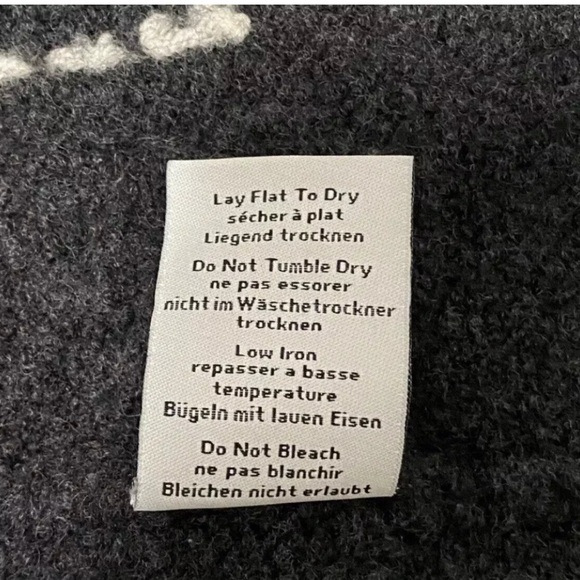 Lay Flat To Dry
sécher à plat
Liegend trocknen
Do Not Tumble Dry
ne pas essorer
nicht im Wäschetrockner
trocknen
Low Iron
repasser a basse
temperature
Bügeln mit lauen Eisen
Do Not Bleach
ne pas blanchir
Bleichen nicht erlaubt